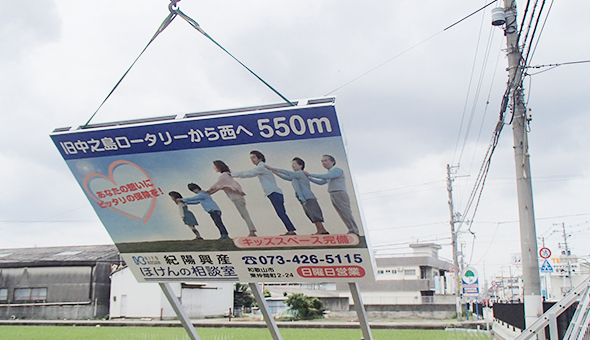 旧中之島ロータリーから西へ 550m
あなたの想いに
ピッタリの保険を!
キッズスペース完備
紀陽興産
☎073-426-5115
ほけんの相談室
和歌山市
日曜日営業